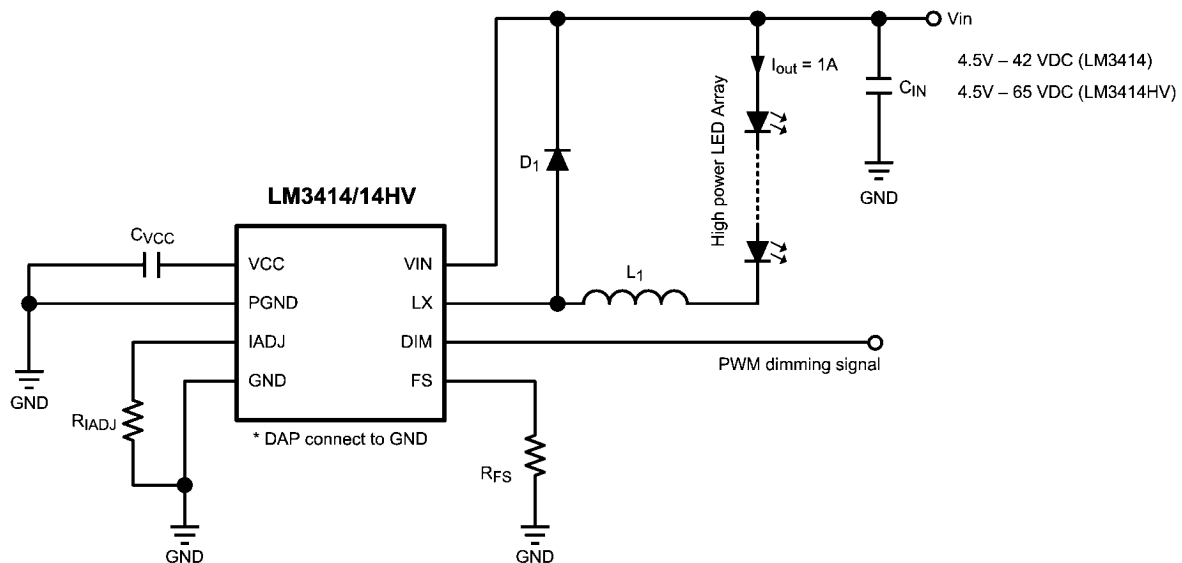 Vin
Iout = 1A
4.5V – 42 VDC (LM3414)
4.5V – 65 VDC (LM3414HV)
CIN
GND
High power LED Array
D1
LM3414/14HV
CVCC
VCC
VIN
L1
PGND
LX
IADJ
DIM
PWM dimming signal
GND
FS
GND
RIADJ
* DAP connect to GND
RFS
GND
GND